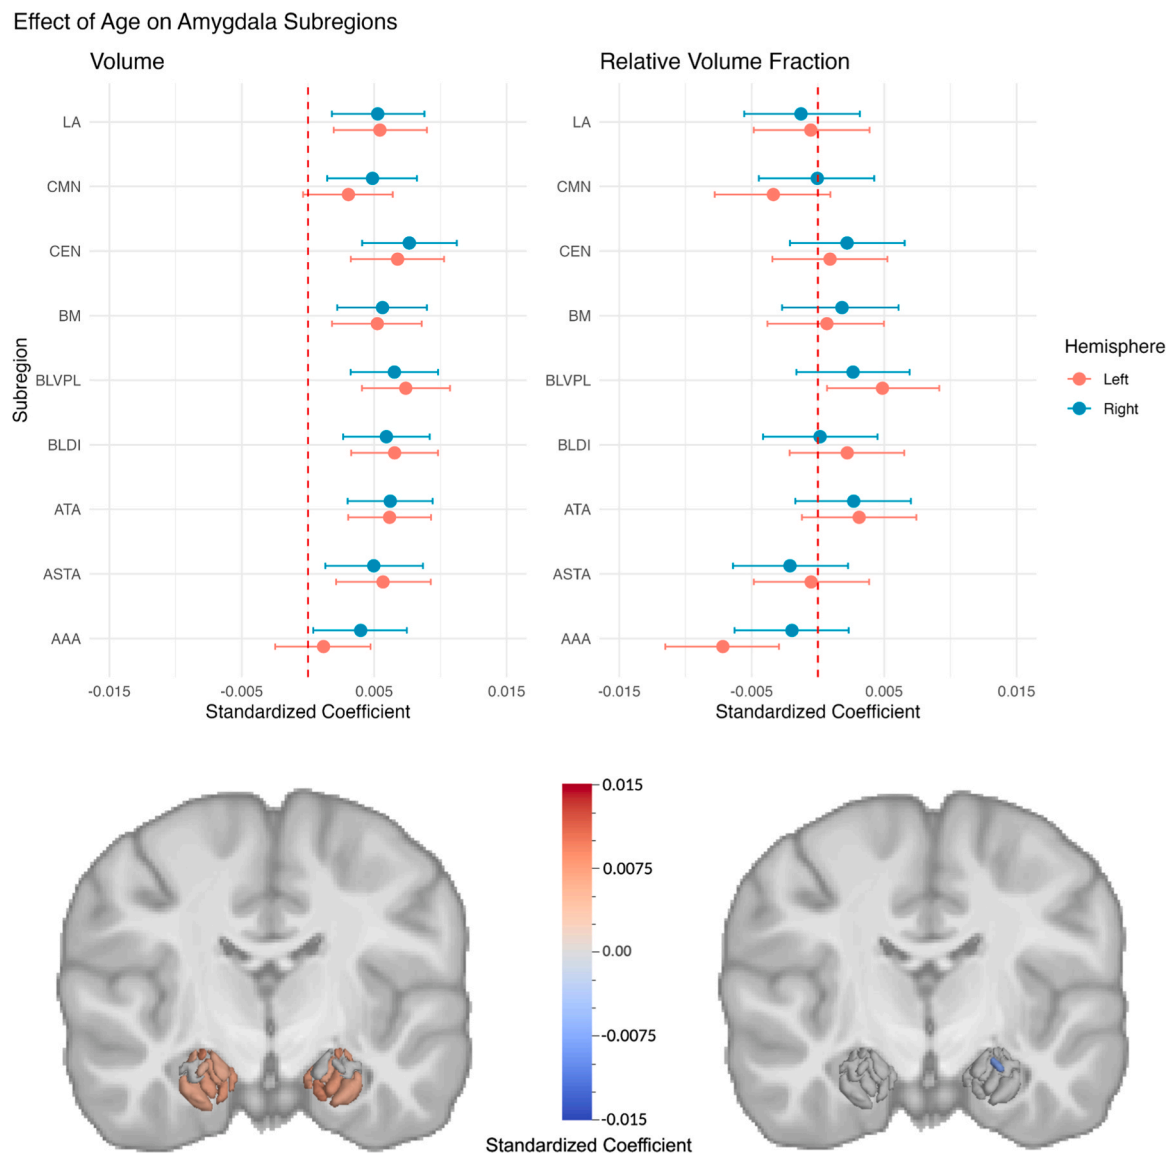 Effect of Age on Amygdala Subregions
Volume
Relative Volume Fraction
Subregion
LA
CMN
CEN
BM
BLVPL
BLDI
ATA
ASTA
AAA
-0.015
-0.005
0.005
0.015
Standardized Coefficient
LA
CMN
CEN
BM
BLVPL
BLDI
ATA
ASTA
AAA
-0.015
-0.005
0.005
0.015
Standardized Coefficient
Hemisphere
Left
Right
0.015
0.0075
0.00
-0.0075
-0.015
Standardized Coefficient